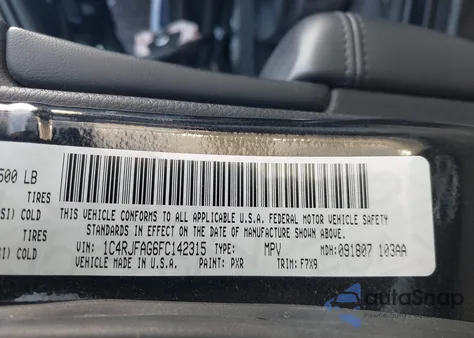 500 LB
TIRES
SI) COLD
TIRES
SI) COLD
THIS VEHICLE CONFORMS TO ALL APPLICABLE U.S.A. FEDERAL MOTOR VEHICLE SAFETY,
STANDARDS IN EFFECT ON THE DATE OF MANUFACTURE SHOWN ABOVE.
VIN: 1C4RJFAG6FC142315 TYPE: MPV MDH: 091807 103AA
VEHICLE MADE IN U.S.A. PAINT: PXR TRIM: F7X9
autoSnap